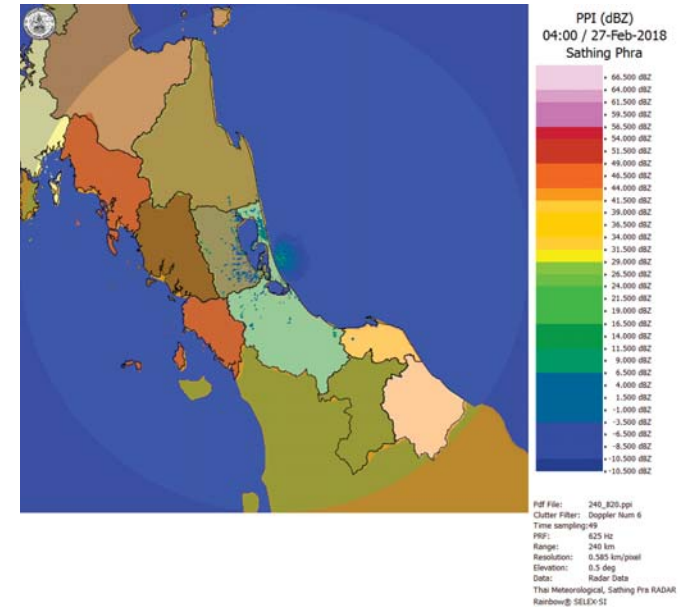 PPI (dBZ)
04:00 / 27-Feb-2018
Sathing Phra
66.500 dBZ
64.000 dBZ
61.500 dBZ
59.500 dBZ
56.500 dBZ
54.000 dBZ
51.500 dBZ
49.000 dBZ
46.500 dBZ
44.000 dBZ
41.500 dBZ
39.000 dBZ
36.500 dBZ
34.000 dBZ
31.500 dBZ
29.000 dBZ
26.500 dBZ
24.000 dBZ
21.500 dBZ
19.000 dBZ
16.500 dBZ
14.000 dBZ
11.500 dBZ
9.000 dBZ
6.500 dBZ
4.000 dBZ
1.500 dBZ
-1.000 dBZ
-3.500 dBZ
-6.500 dBZ
-8.500 dBZ
-10.500 dBZ
-10.500 dBZ
Pdf File: 240_820.ppi
Clutter Filter: Doppler Num 6
Time sampling:49
PRF: 625 Hz
Range: 240 km
Resolution: 0.585 km/pixel
Elevation: 0.5 deg
Data: Radar Data
Thai Meteorological, Sathing Pra RADAR
Rainbow® SELEX-SI